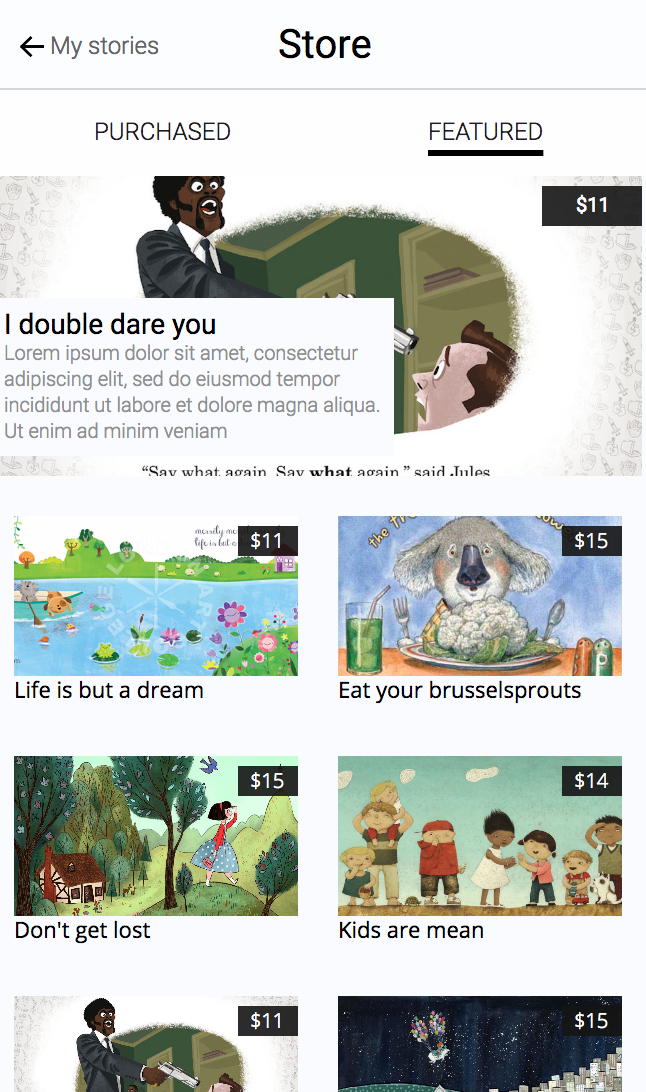 My stories
Store
PURCHASED
FEATURED
$11
I double dare you
Lorem ipsum dolor sit amet, consectetur
adipiscing elit, sed do eiusmod tempor
incididunt ut labore et dolore magna aliqua.
Ut enim ad minim veniam
“Say what again. Say what again,” said Jules
merrily
life is but a
$11
the
$15
Life is but a dream
Eat your brusselsprouts
$15
$14
Don't get lost
Kids are mean
$11
$15